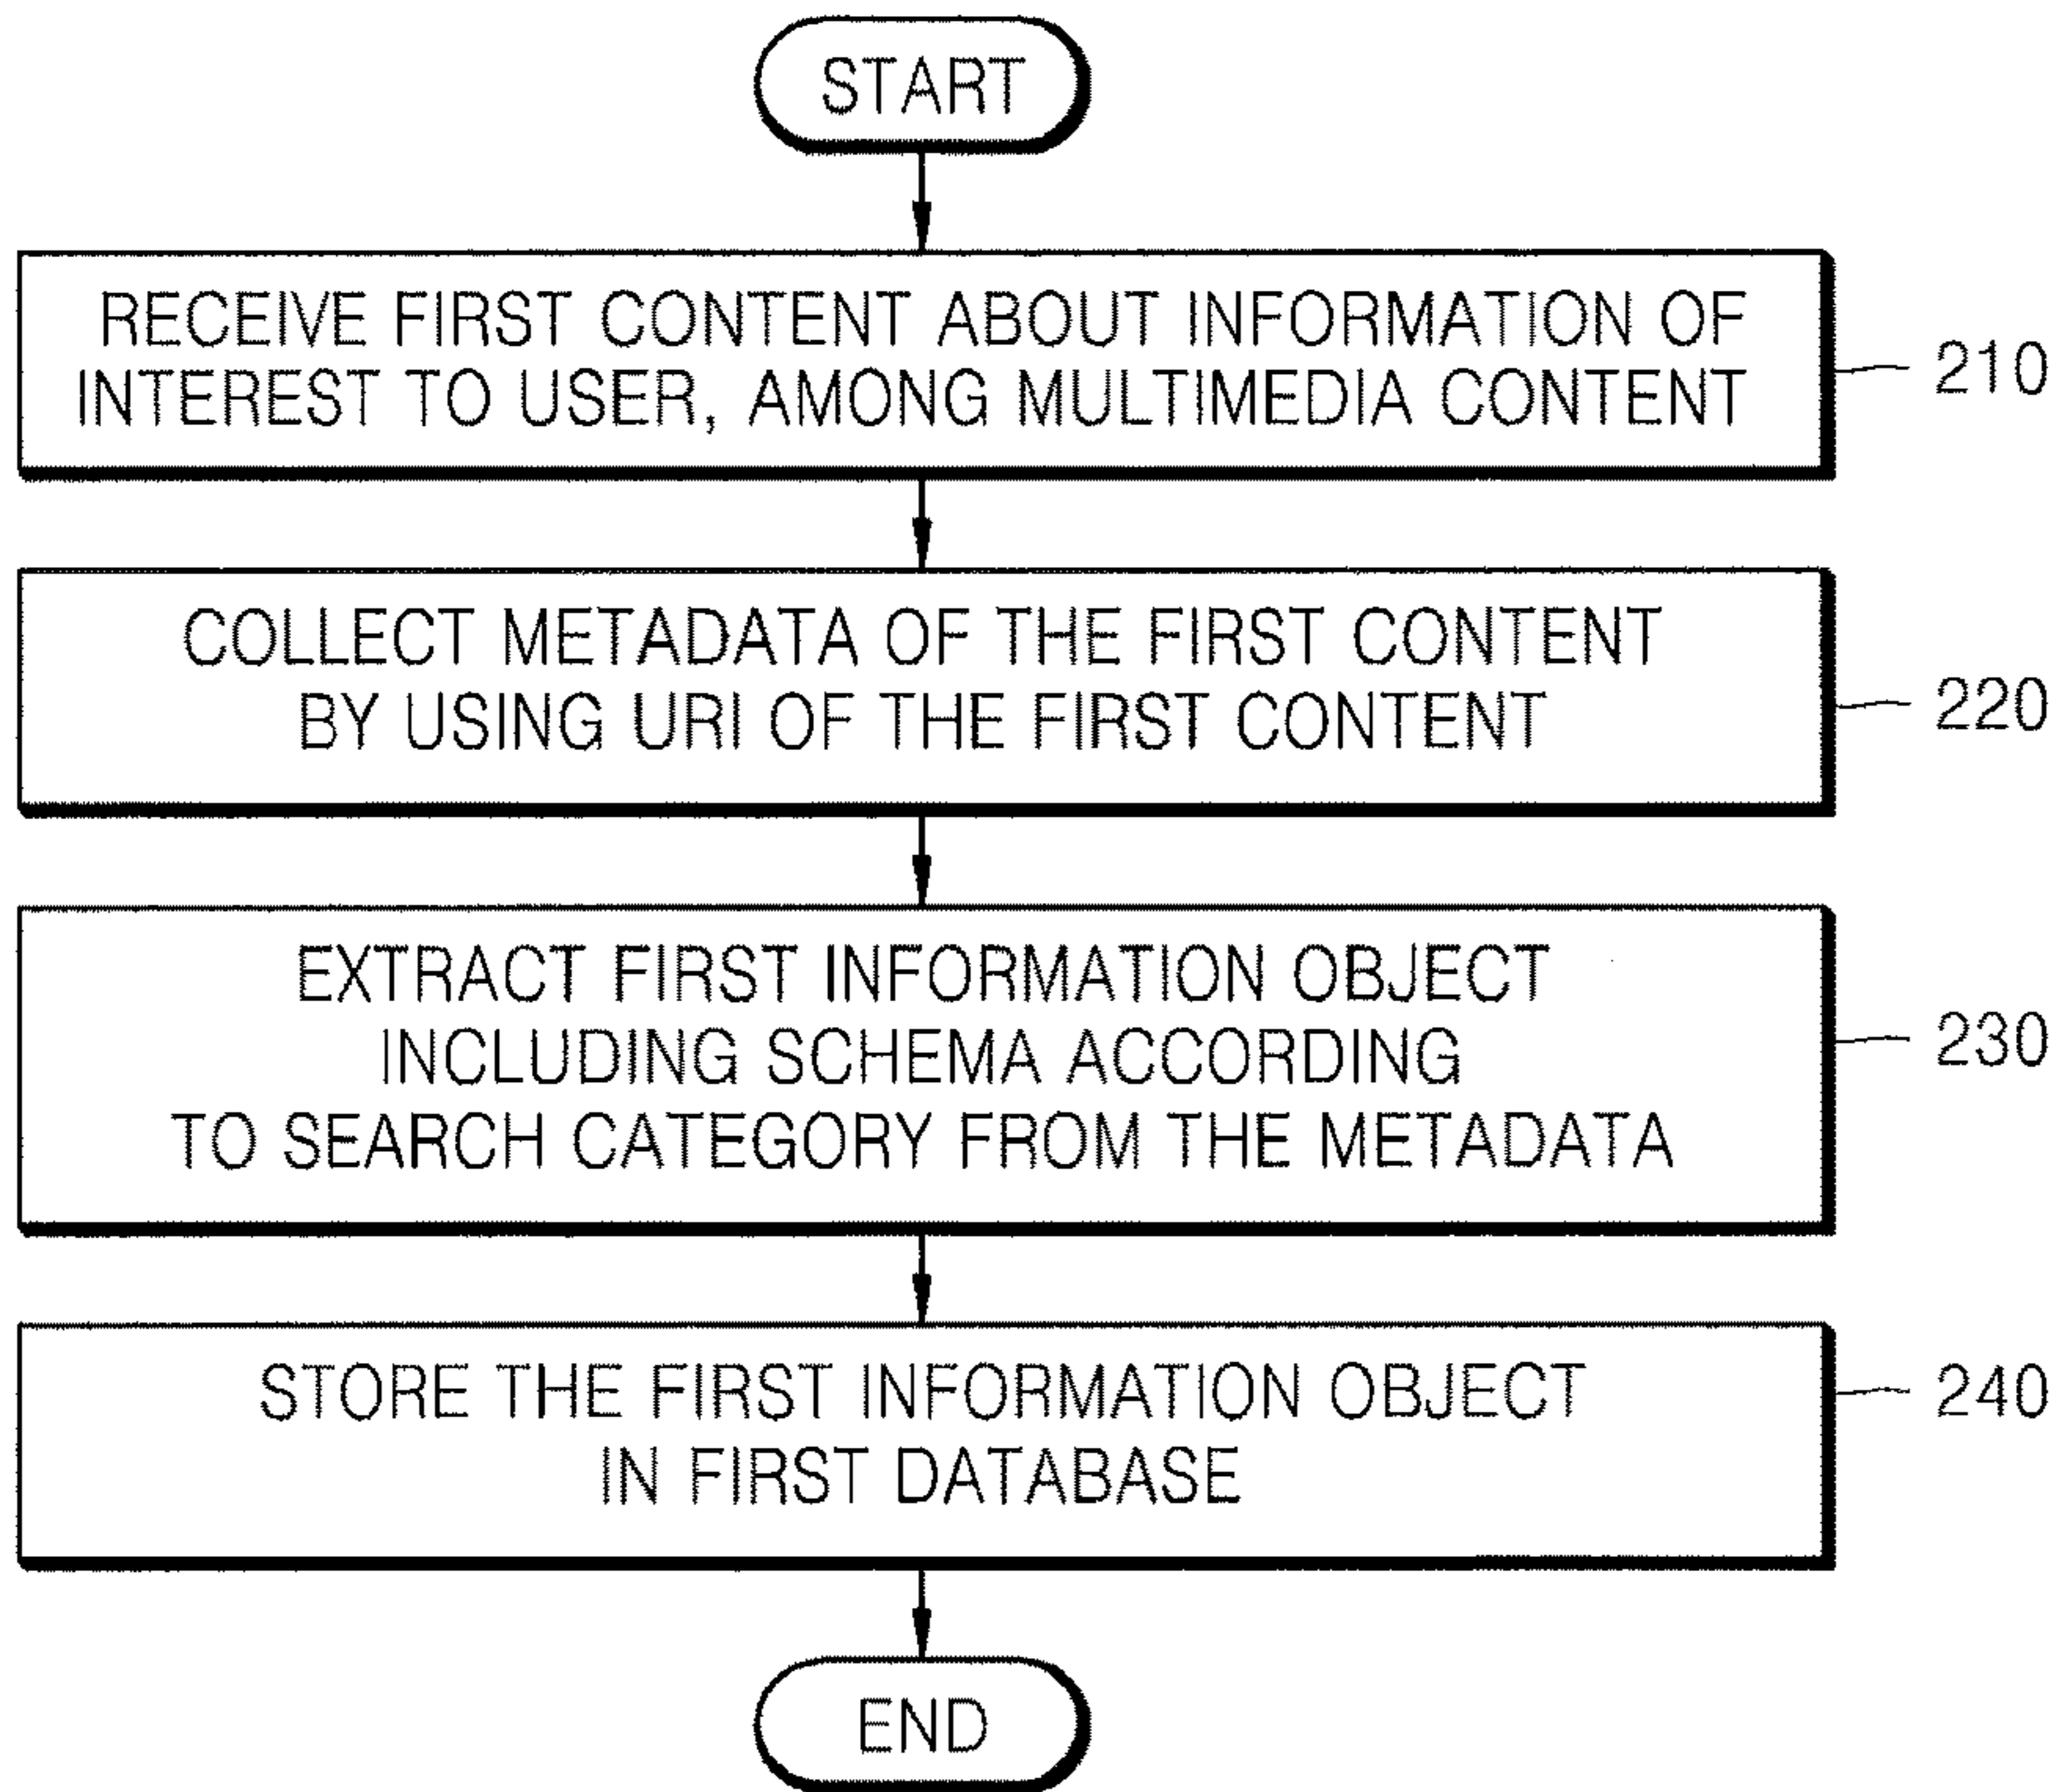 START
RECEIVE FIRST CONTENT ABOUT INFORMATION OF
INTEREST TO USER, AMONG MULTIMEDIA CONTENT
210
COLLECT METADATA OF THE FIRST CONTENT
BY USING URI OF THE FIRST CONTENT
220
EXTRACT FIRST INFORMATION OBJECT
INCLUDING SCHEMA ACCORDING
TO SEARCH CATEGORY FROM THE METADATA
230
STORE THE FIRST INFORMATION OBJECT
IN FIRST DATABASE
240
END